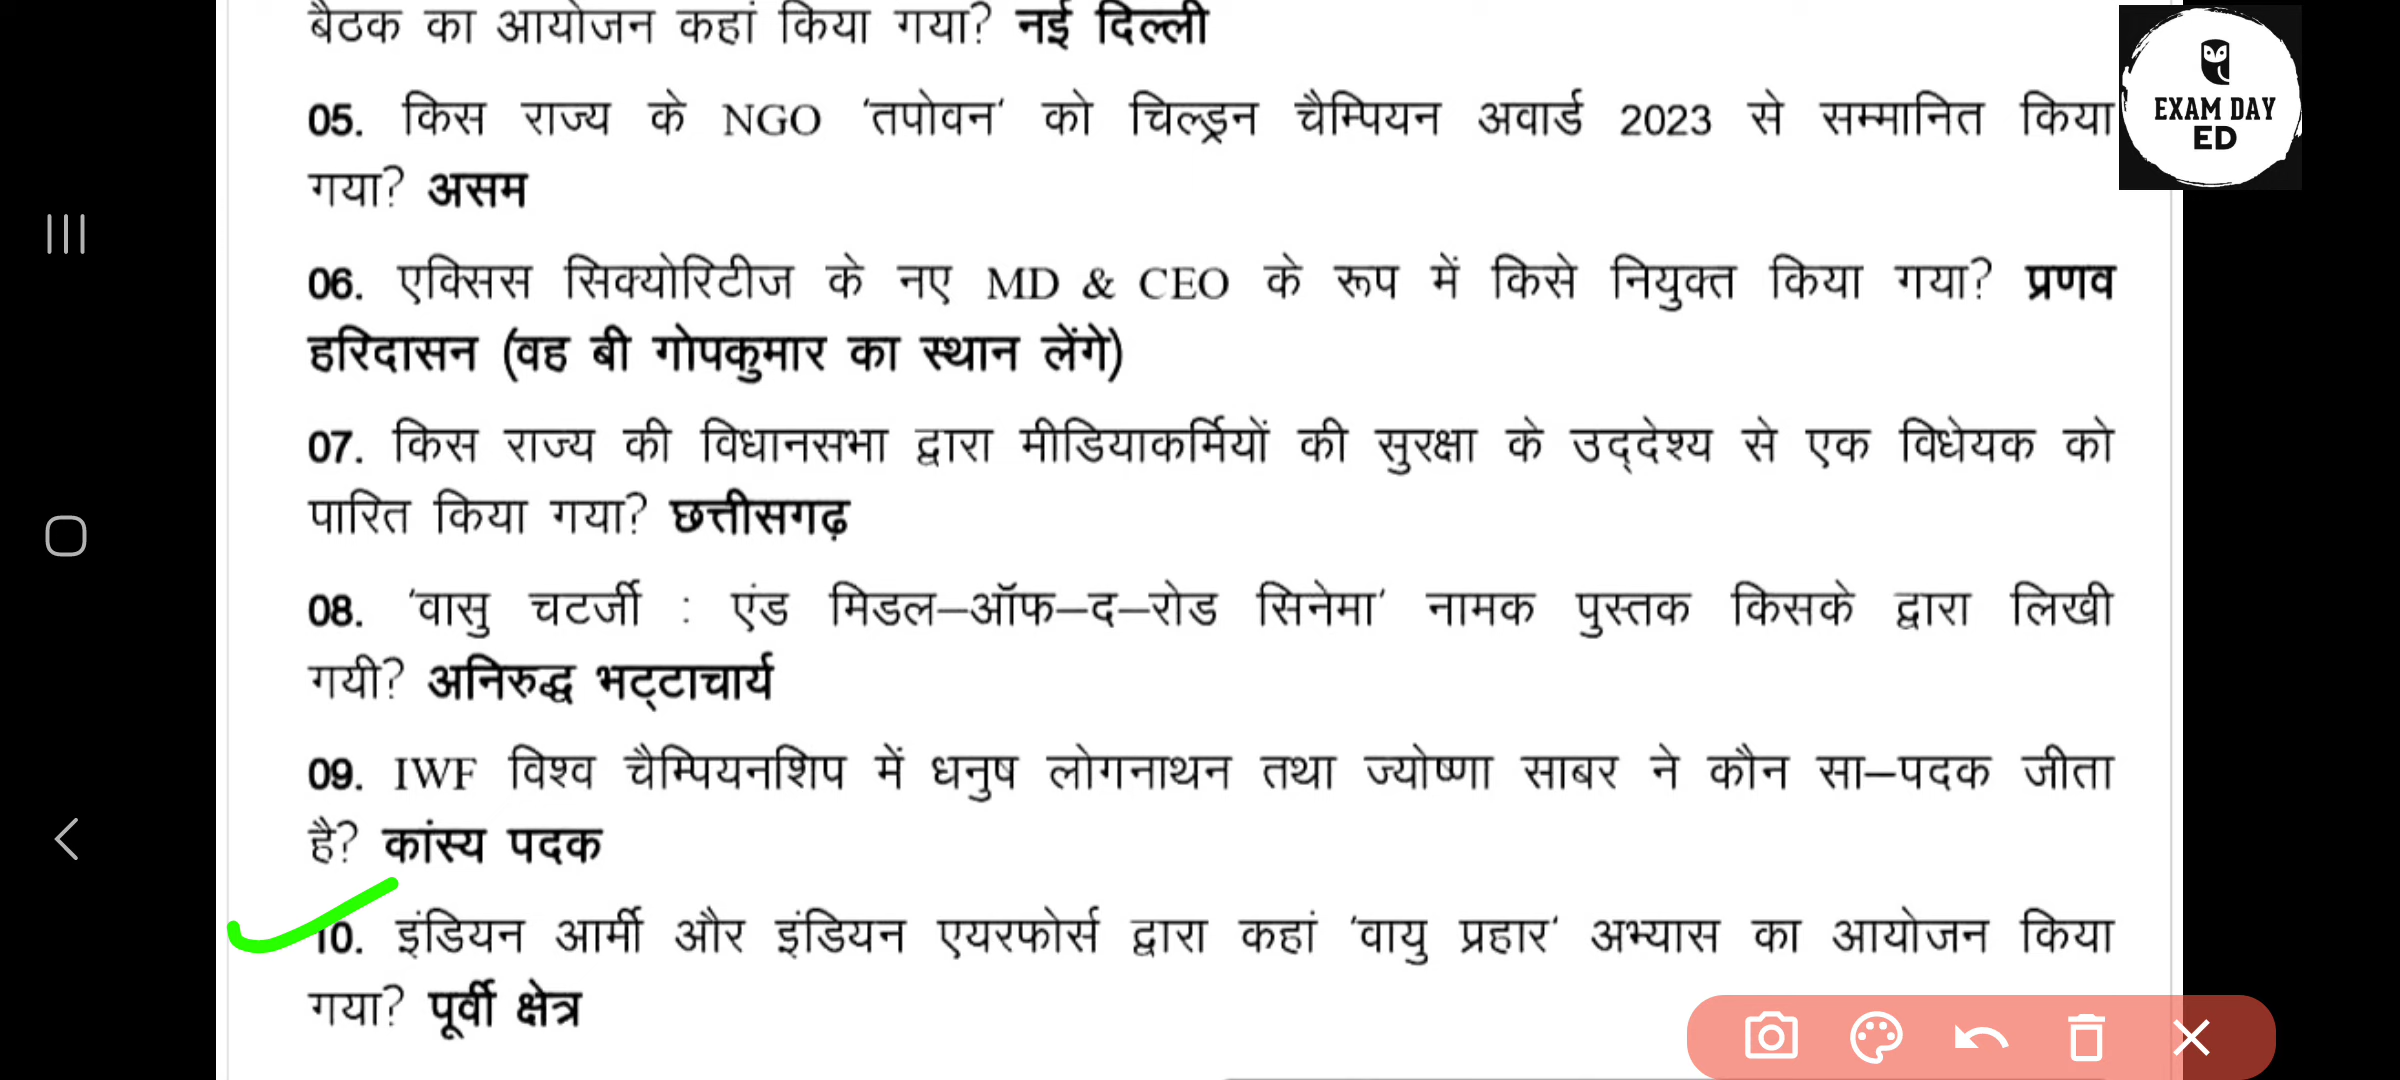 बैठक का आयोजन कहां किया गया? नई दिल्ली
EXAM DAY
ED
05. किस राज्य के NGO ‘तपोवन‘ को चिल्ड्रन चैम्पियन अवार्ड 2023 से सम्मानित किया
गया? असम
06. एक्सिस सिक्योरिटीज के नए MD & CEO के रूप में किसे नियुक्त किया गया? प्रणव
हरिदासन (वह बी गोपकुमार का स्थान लेंगे)
07. किस राज्य की विधानसभा द्वारा मीडियाकर्मियों की सुरक्षा के उद्देश्य से एक विधेयक को
पारित किया गया? छत्तीसगढ़
08. ‘वासु चटर्जी : एंड मिडल–ऑफ–द–रोड सिनेमा‘ नामक पुस्तक किसके द्वारा लिखी
गयी? अनिरुद्ध भट्टाचार्य
09. IWF विश्व चैम्पियनशिप में धनुष लोगनाथन तथा ज्योष्णा साबर ने कौन सा–पदक जीता
है? कांस्य पदक
10. इंडियन आर्मी और इंडियन एयरफोर्स द्वारा कहां ‘वायु प्रहार‘ अभ्यास का आयोजन किया
गया? पूर्वी क्षेत्र